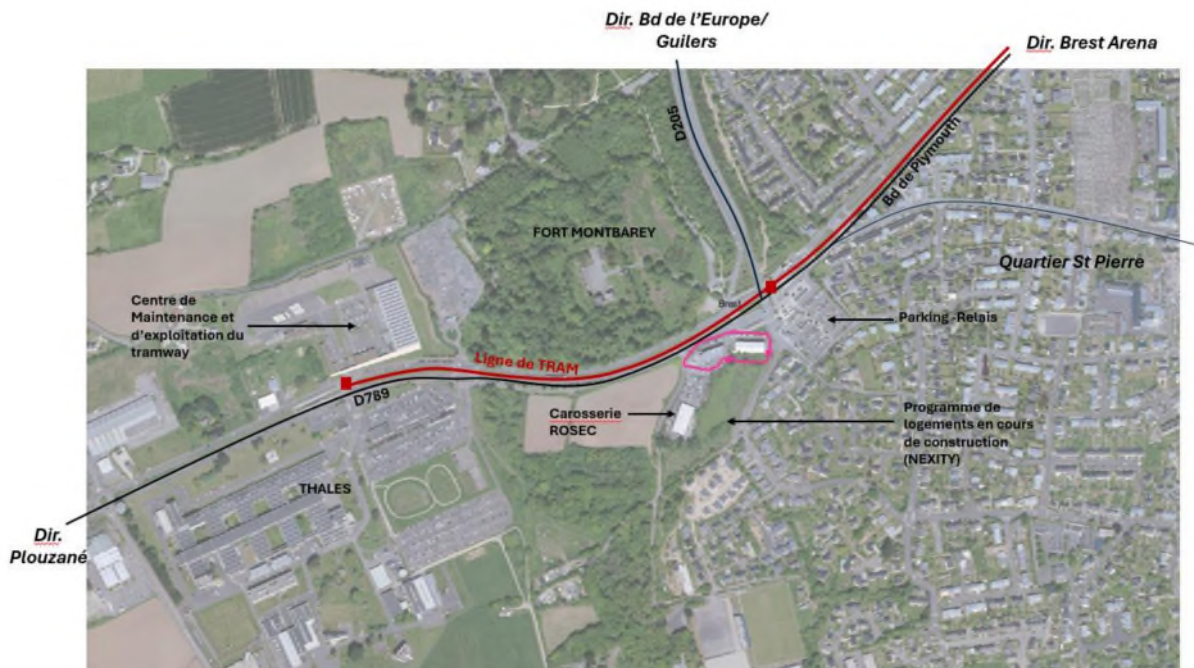 Dir. Bd de l'Europe/
Guilers
Dir. Brest Arena
D205
Bd de Plymouth
FORT MONTBAREY
Quartier St Pierre
Centre de
Maintenance et
d'exploitation du
tramway
Brest
Parking -Relais
Ligne de TRAM
D789
Carosserie
ROSEC
Programme de
logements en cours
de construction
(NEXITY)
THALES
Dir.
Plouzané